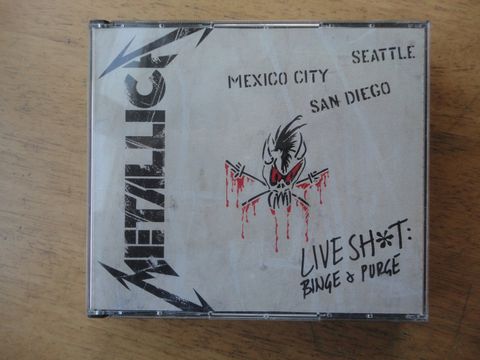 METALLICA
SEATTLE
MEXICO CITY
SAN DIEGO
LIVE SH*T:
BINGE & PURGE